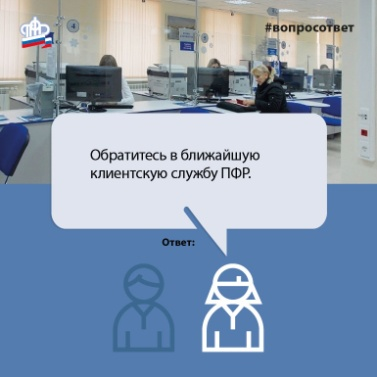 #вопросответ
Обратитесь в ближайшую
клиентскую службу ПФР.
Ответ: